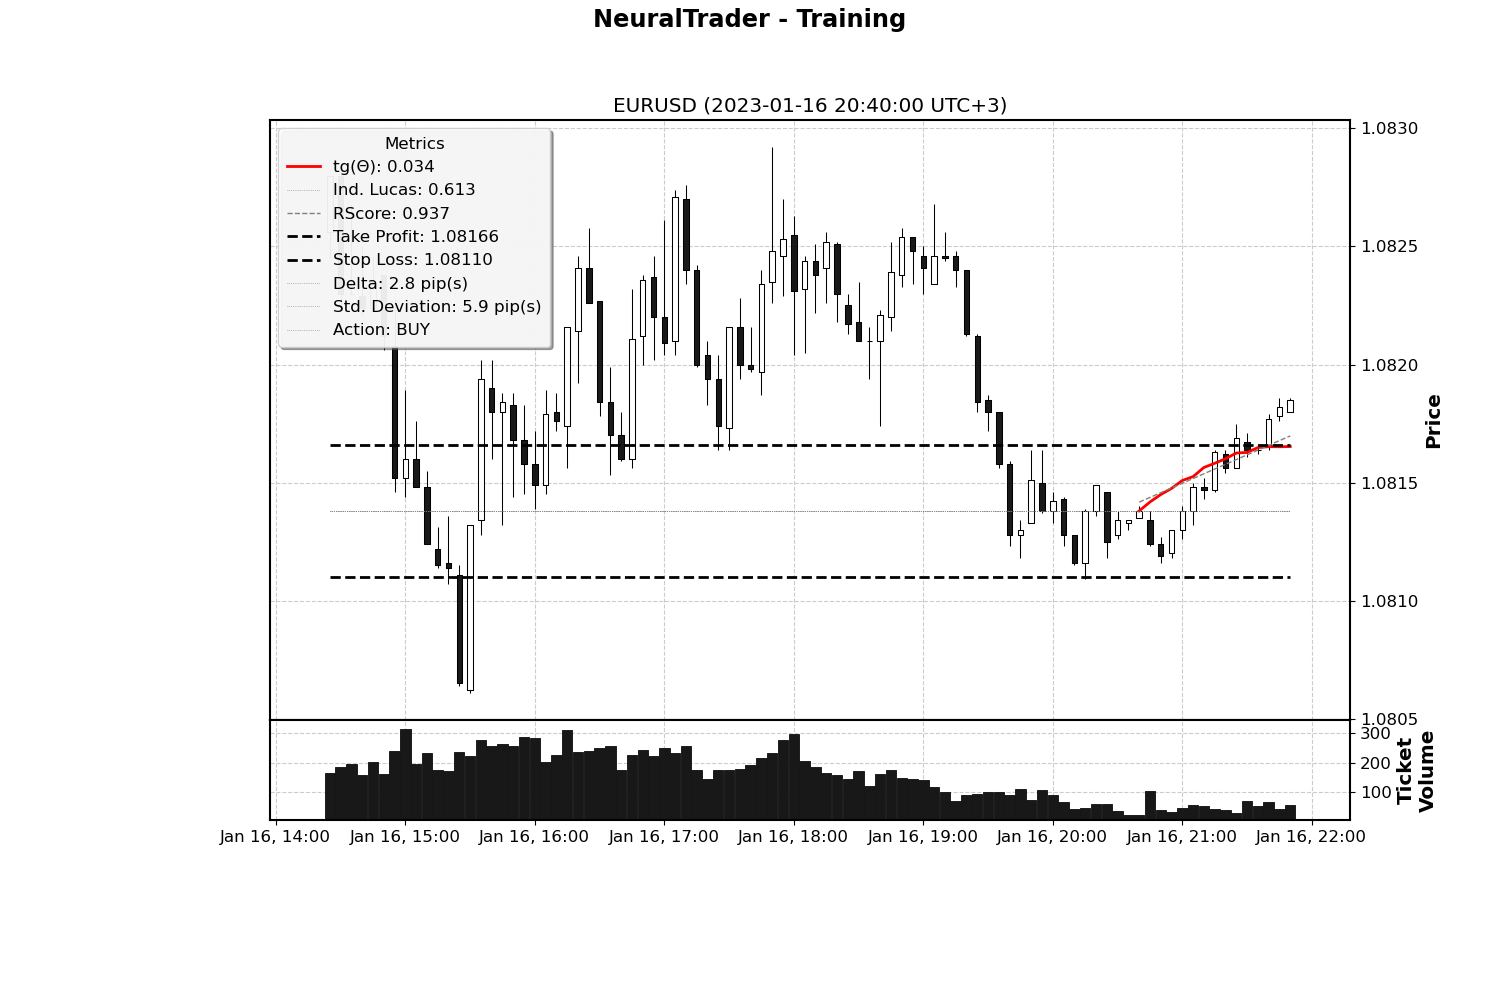 NeuralTrader - Training
EURUSD (2023-01-16 20:40:00 UTC+3)
Metrics
tg(Θ): 0.034
Ind. Lucas: 0.613
RScore: 0.937
Take Profit: 1.08166
Stop Loss: 1.08110
Delta: 2.8 pip(s)
Std. Deviation: 5.9 pip(s)
Action: BUY
1.0830
1.0825
1.0820
1.0815
1.0810
1.0805
Price
300
200
100
Ticket
Volume
Jan 16, 14:00
Jan 16, 15:00
Jan 16, 16:00
Jan 16, 17:00
Jan 16, 18:00
Jan 16, 19:00
Jan 16, 20:00
Jan 16, 21:00
Jan 16, 22:00